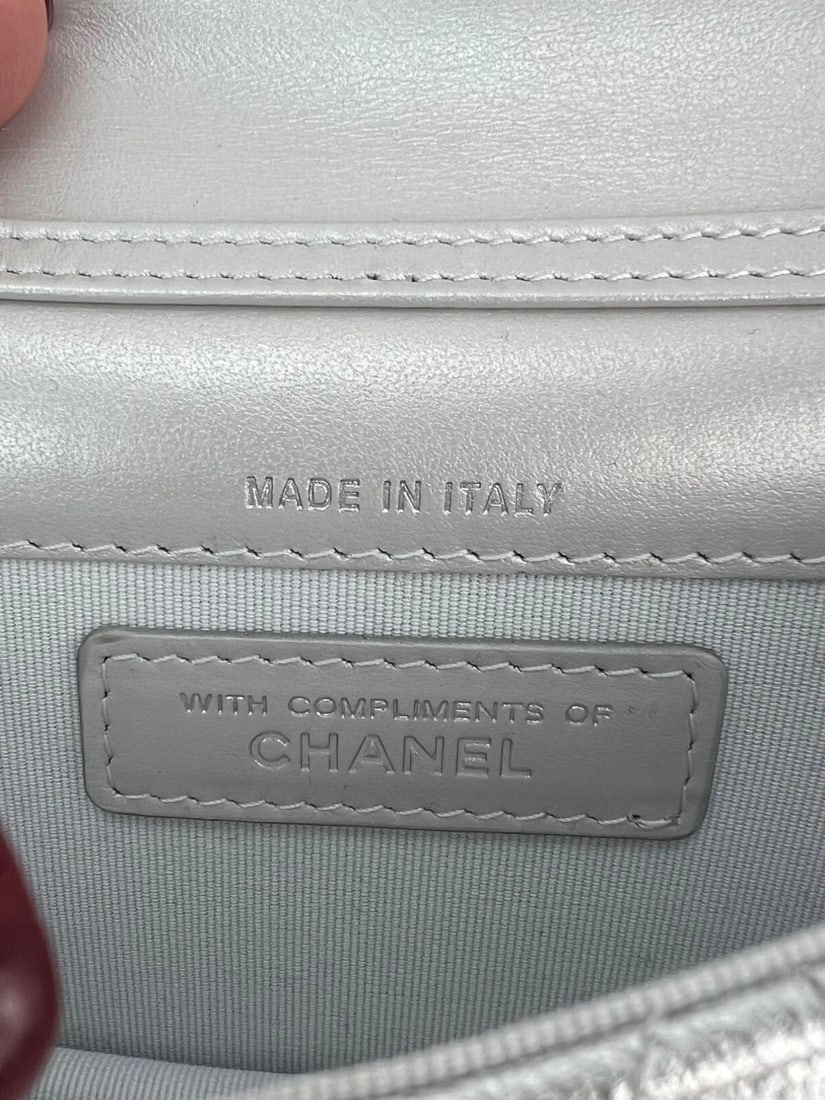 MADE IN ITALY
WITH COMPLIMENTS OF
CHANEL